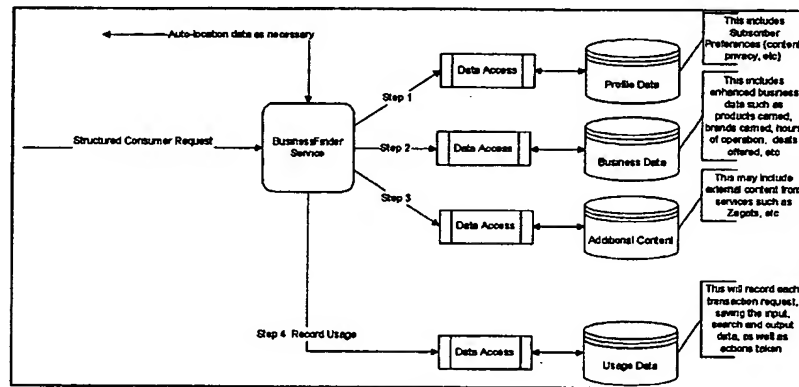 Auto-location data as necessary
Structured Consumer Request
BusinessFinder
Service
Step 1
Step 2
Step 3
Step 4 Record Usage
Data Access
Profile Data
This includes
Subscriber
Preferences (content,
privacy, etc)
Data Access
Business Data
This includes
enhanced business
data such as
products carried,
brands carried, hours
of operation, deals
offered, etc
Data Access
Additional Content
This may include
external content from
services such as
Zagots, etc
Data Access
Usage Data
This will record each
transaction request,
saving the input,
search and output
data, as well as
actions taken